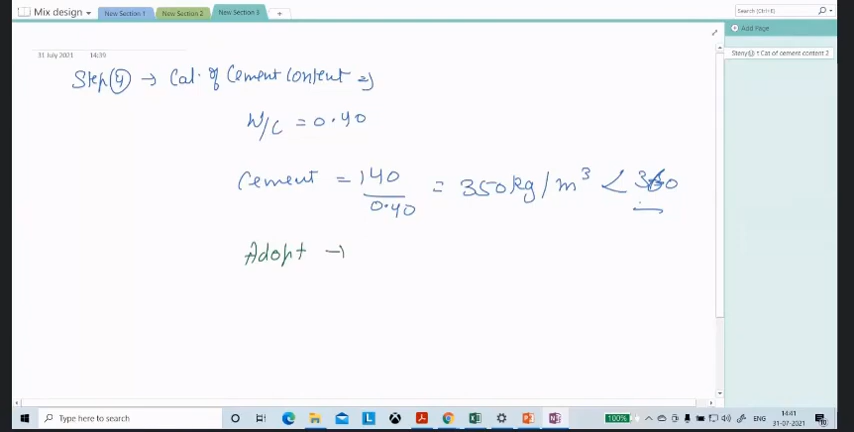 Mix design
New Section 1
New Section 2
New Section 3
+
Search (Ctrl+E)
Add Page
31 July 2021 14:39
Step (4) → Cal. of Cement Content ⇒
W/C = 0.40
Cement = 140 / 0.40 = 350 kg/m³ < 360
Adopt →
Type here to search
100%
ENG
14:41
31-07-2021